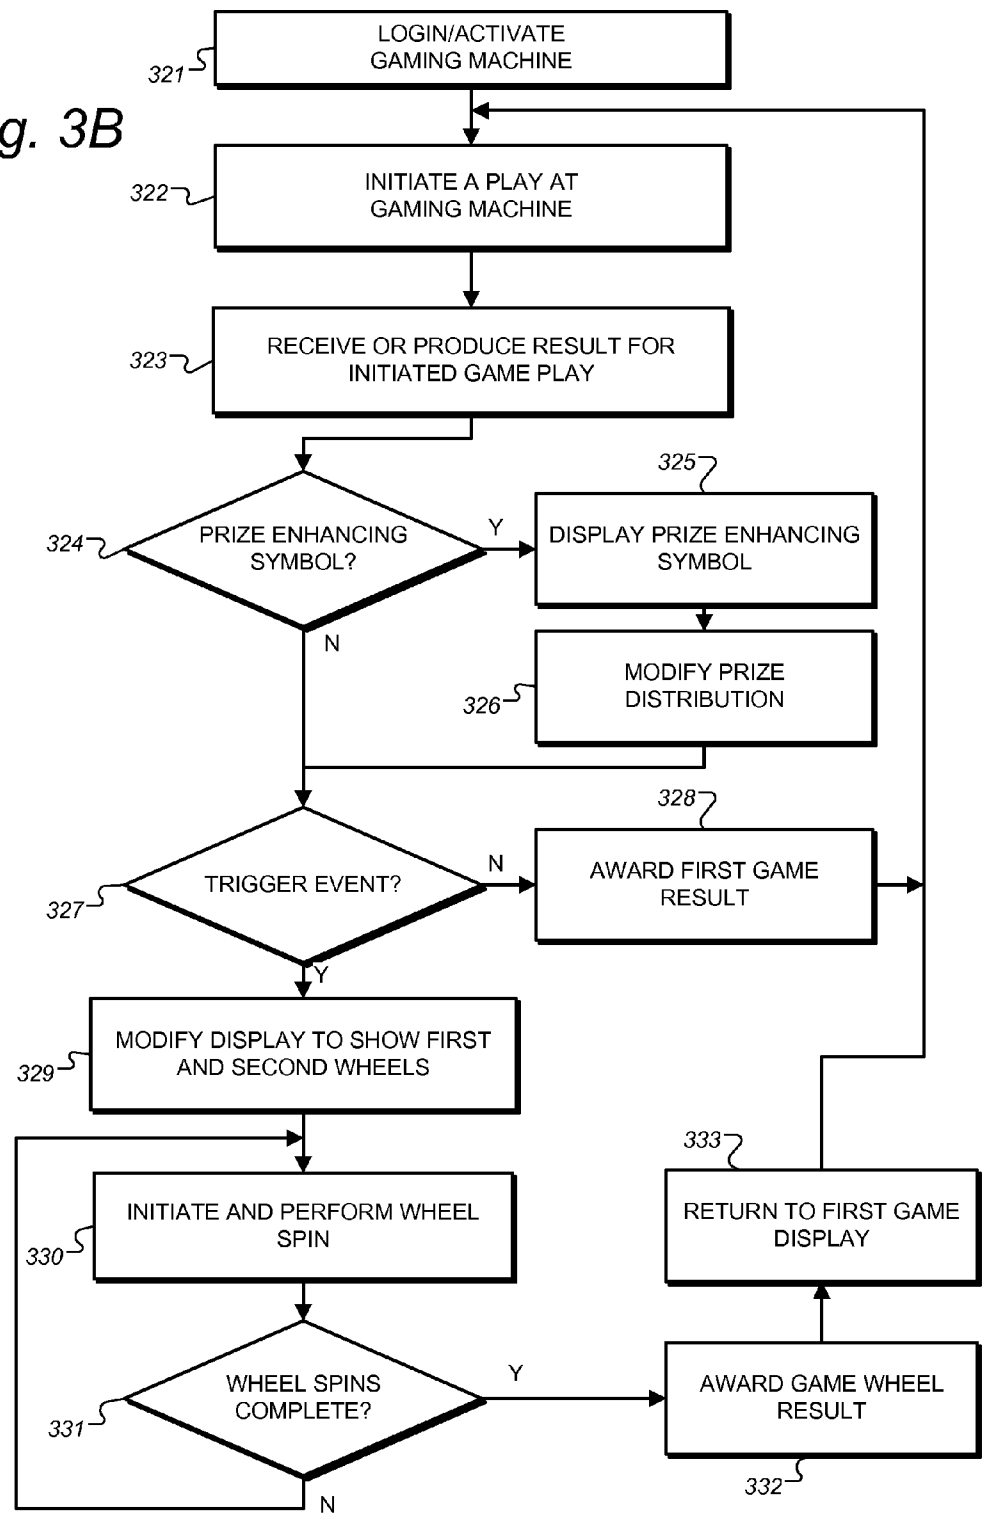 LOGIN/ACTIVATE
GAMING MACHINE
321
g. 3B
INITIATE A PLAY AT
GAMING MACHINE
322
RECEIVE OR PRODUCE RESULT FOR
INITIATED GAME PLAY
323
325
PRIZE ENHANCING
SYMBOL?
324
Y
DISPLAY PRIZE ENHANCING
SYMBOL
N
MODIFY PRIZE
DISTRIBUTION
326
328
TRIGGER EVENT?
327
N
AWARD FIRST GAME
RESULT
Y
MODIFY DISPLAY TO SHOW FIRST
AND SECOND WHEELS
329
333
INITIATE AND PERFORM WHEEL
SPIN
330
RETURN TO FIRST GAME
DISPLAY
WHEEL SPINS
COMPLETE?
331
Y
AWARD GAME WHEEL
RESULT
332
N